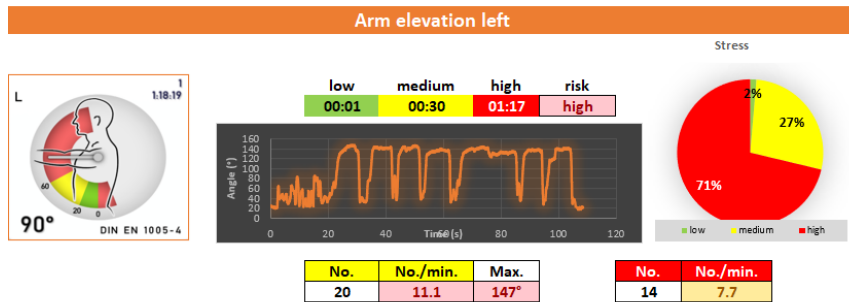 Arm elevation left
Stress
L
1
1:18:19
60
20
0
90°
DIN EN 1005-4
low medium high risk
00:01 00:30 01:17 high
Angle (°)
160
140
120
100
80
60
40
20
0
0 20 40 60 80 100 120
Time (s)
2%
27%
71%
low medium high
No. No./min. Max.
20 11.1 147°
No. No./min.
14 7.7